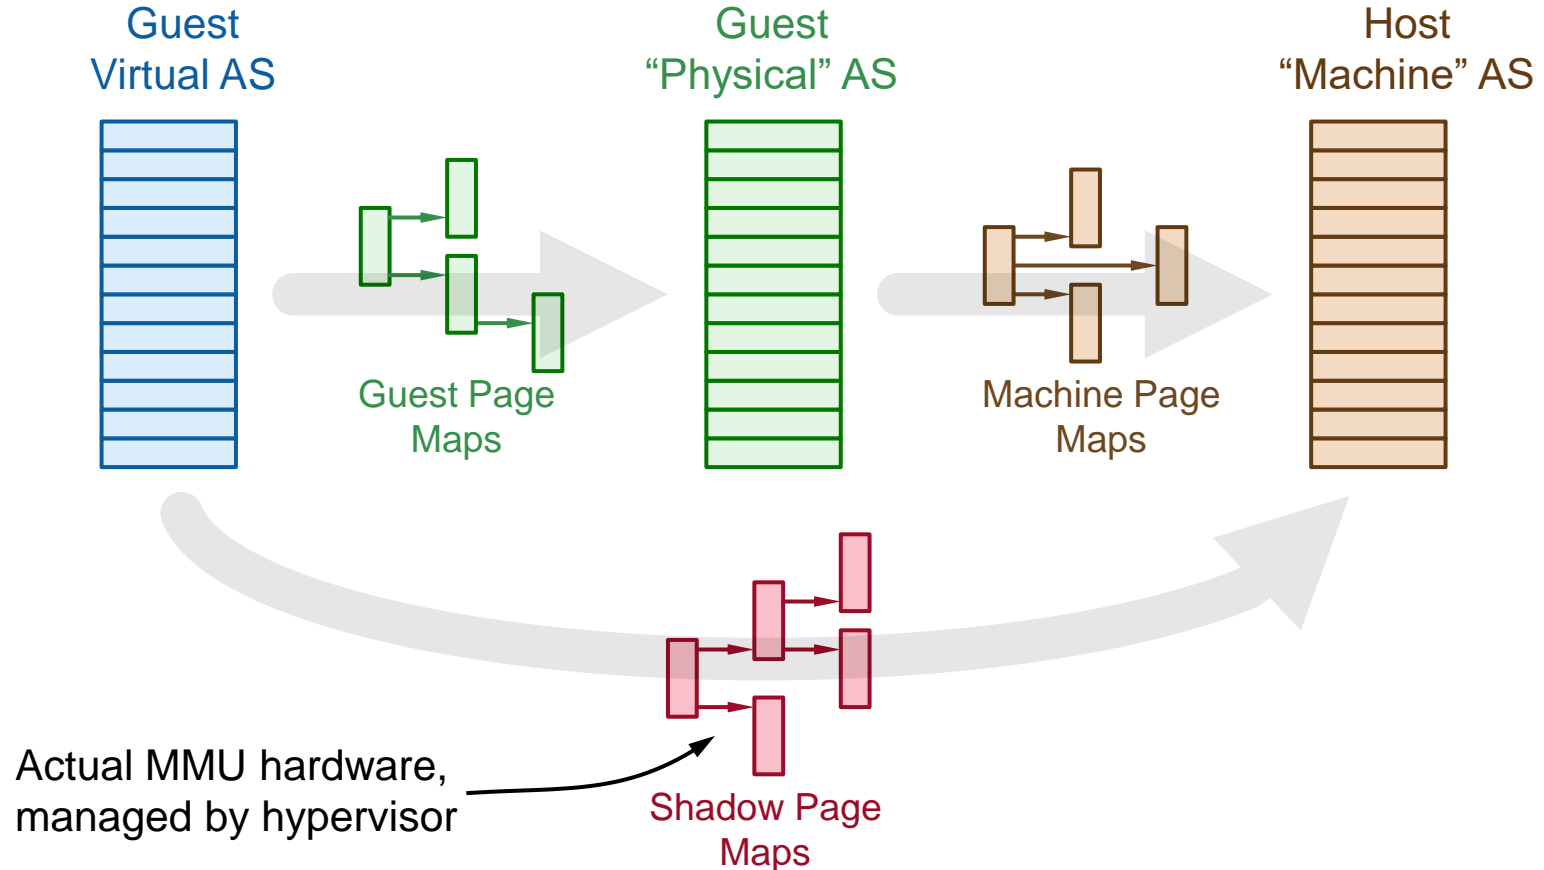 Guest
Virtual AS
Guest
“Physical” AS
Host
“Machine” AS
Guest Page
Maps
Machine Page
Maps
Actual MMU hardware,
managed by hypervisor
Shadow Page
Maps